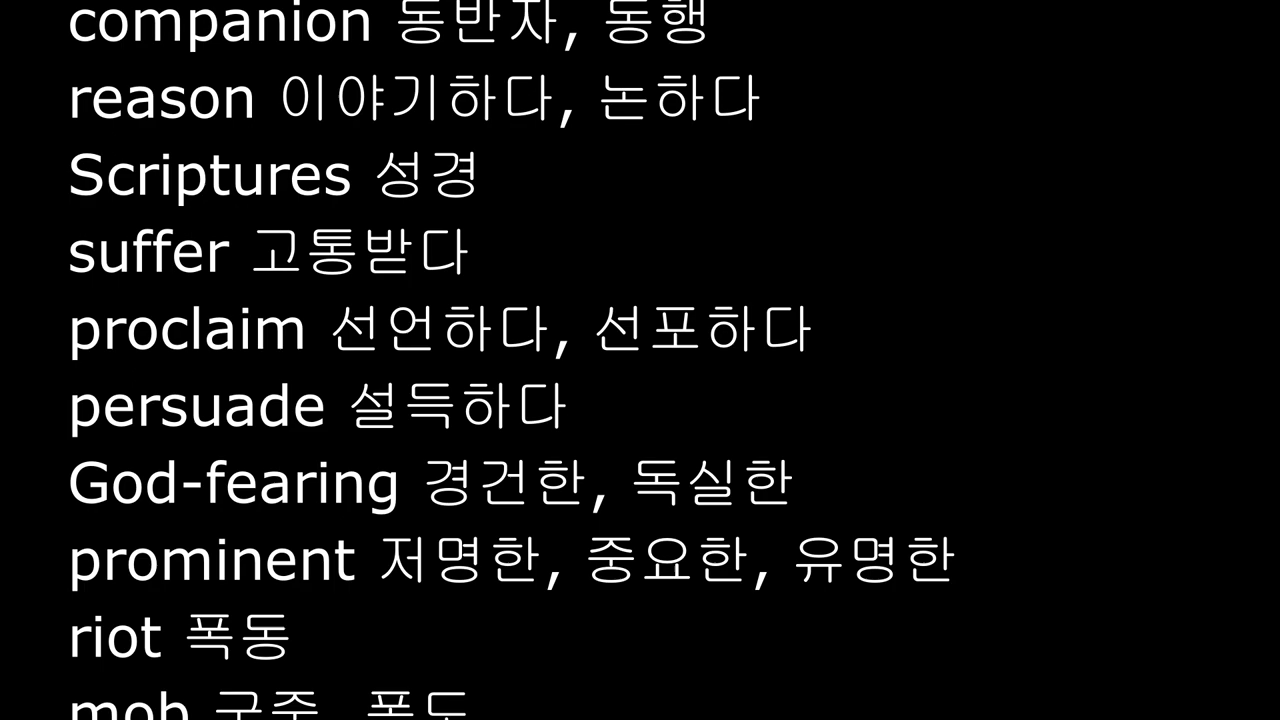 companion 동반자, 동행
reason 이야기하다, 논하다
Scriptures 성경
suffer 고통받다
proclaim 선언하다, 선포하다
persuade 설득하다
God-fearing 경건한, 독실한
prominent 저명한, 중요한, 유명한
riot 폭동
mob